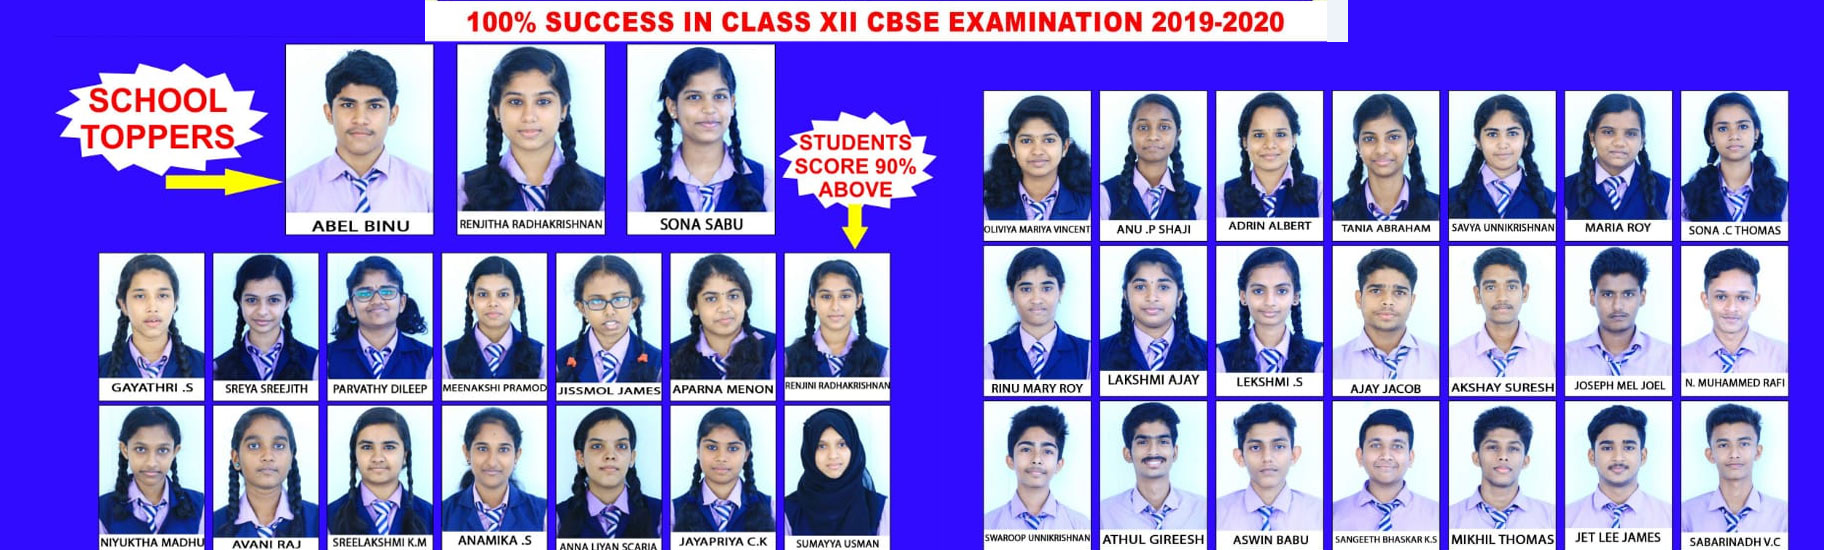 100% SUCCESS IN CLASS XII CBSE EXAMINATION 2019-2020
SCHOOL
TOPPERS
ABEL BINU
RENJITHA RADHAKRISHNAN
SONA SABU
STUDENTS
SCORE 90%
ABOVE
GAYATHRI .S
SREYA SREEJITH
PARVATHY DILEEP
MEENAKSHI PRAMOD
JISSMOL JAMES
APARNA MENON
RENJINI RADHAKRISHNAN
NIYUKTHA MADHU
AVANI RAJ
SREELAKSHMI K.M
ANAMIKA .S
ANNA LIYAN SCARIA
JAYAPRIYA C.K
SUMAYYA USMAN
OLIVIYA MARIYA VINCENT
ANU .P SHAJI
ADRIN ALBERT
TANIA ABRAHAM
SAVYA UNNIKRISHNAN
MARIA ROY
SONA .C THOMAS
RINU MARY ROY
LAKSHMI AJAY
LEKSHMI .S
AJAY JACOB
AKSHAY SURESH
JOSEPH MEL JOEL
N. MUHAMMED RAFI
SWAROOP UNNIKRISHNAN
ATHUL GIREESH
ASWIN BABU
SANGEETH BHASKAR K.S
MIKHIL THOMAS
JET LEE JAMES
SABARINADH V.C